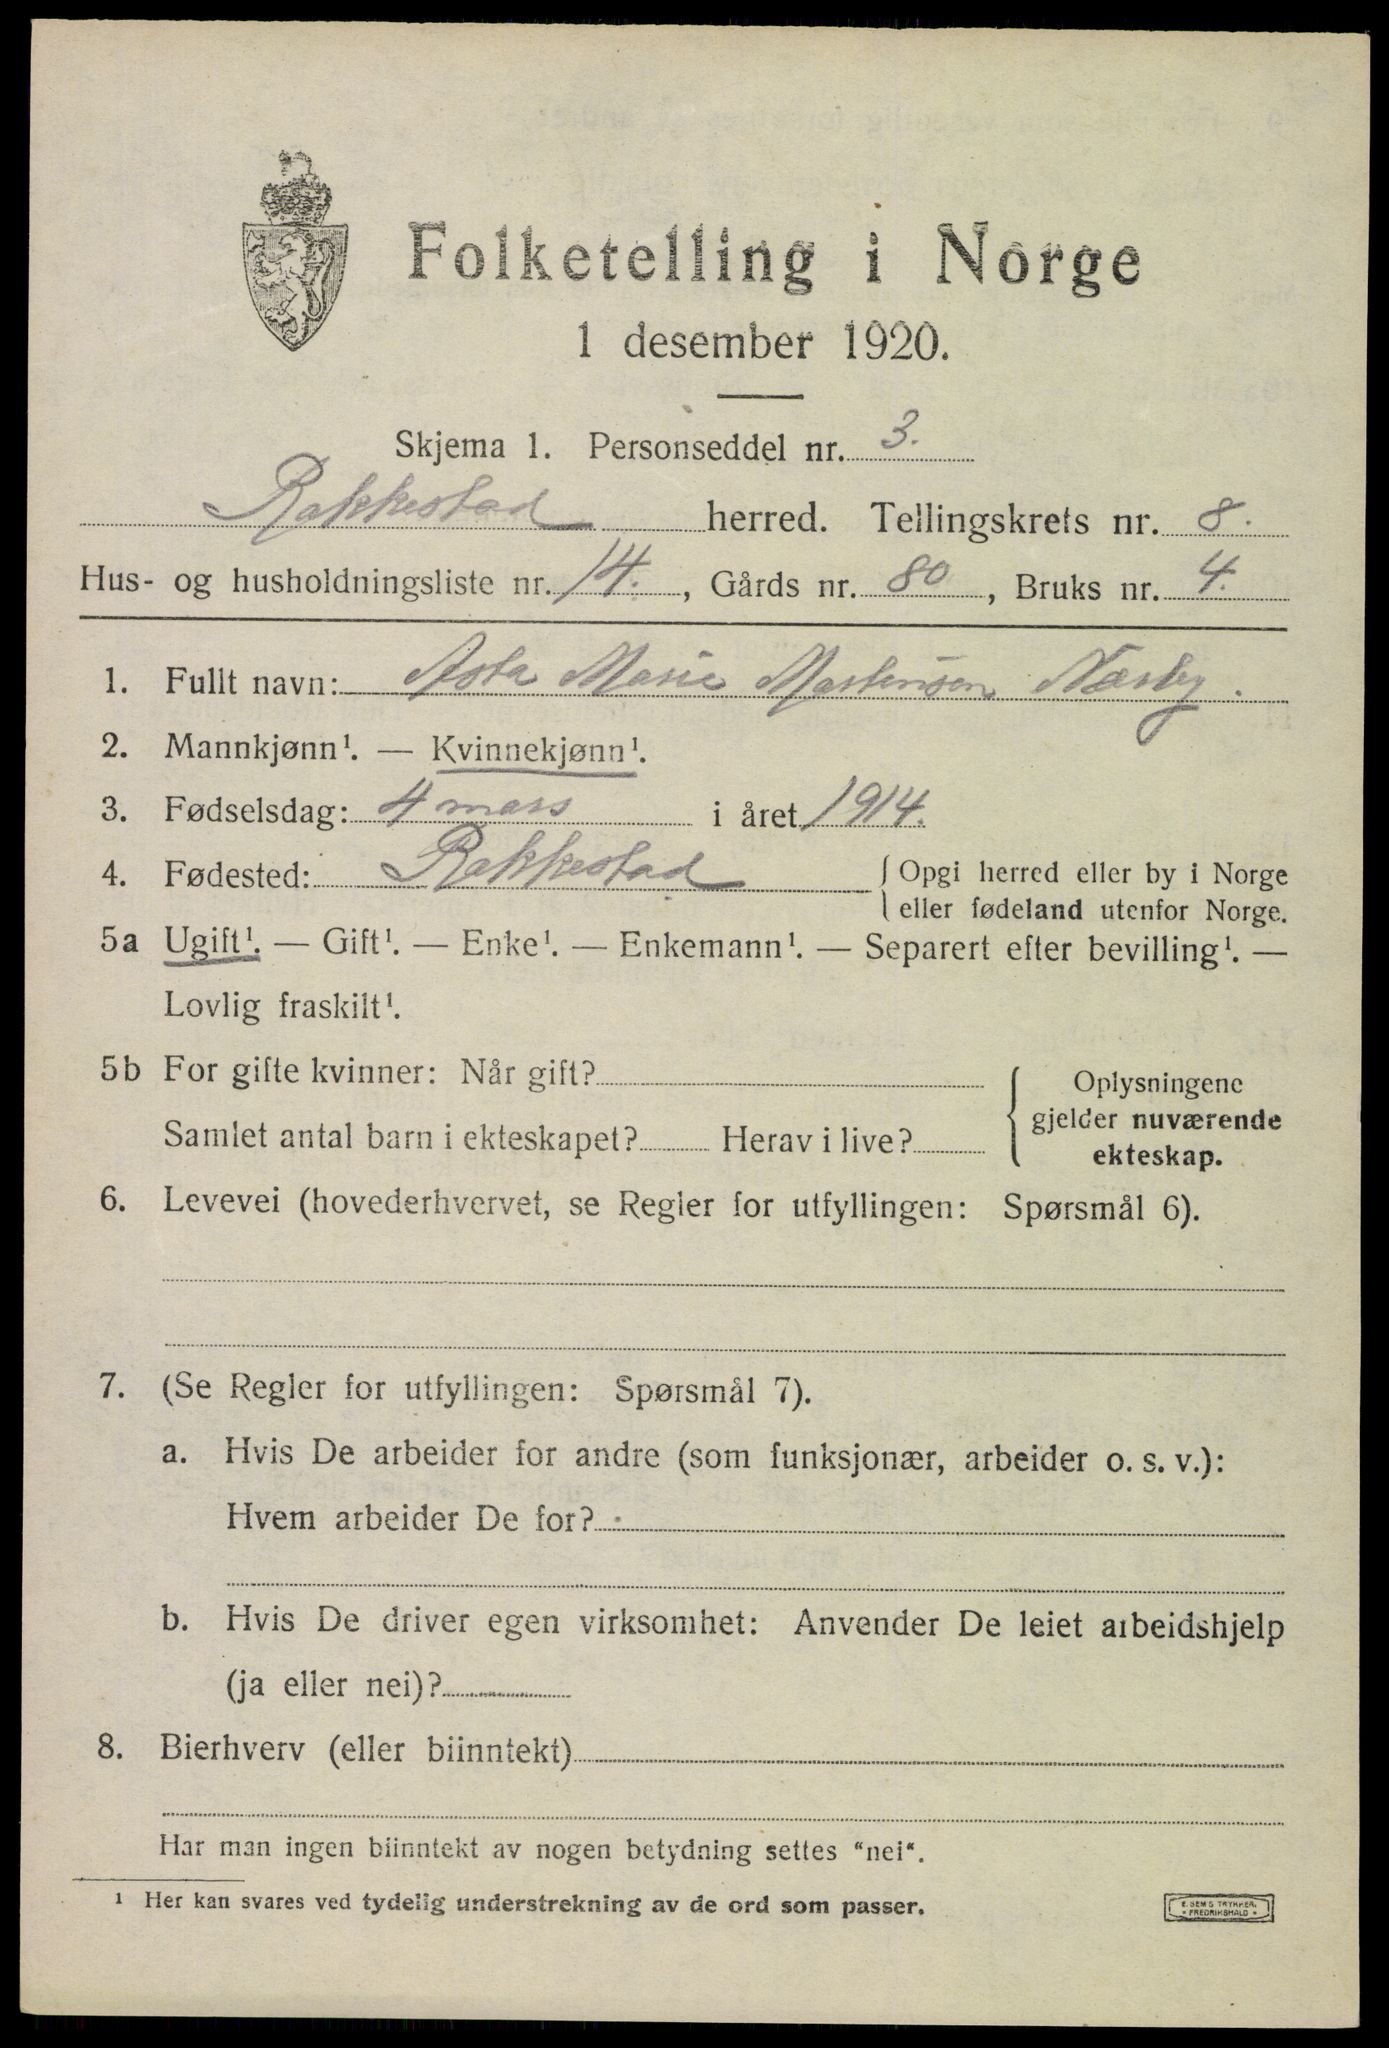 Folketelling i Norge
1 desember 1920.
Skjema 1. Personseddel nr. 3.
Rakkestad herred. Tellingskrets nr. 8.
Hus- og husholdningsliste nr. 14., Gårds nr. 80, Bruks nr. 4.
1. Fullt navn: Asta Marie Martinsen Næsby.
2. Mannkjønn¹. — Kvinnekjønn¹.
3. Fødselsdag: 4 mars i året 1914.
4. Fødested: Rakkestad { Opgi herred eller by i Norge
eller fødeland utenfor Norge.
5a Ugift¹. — Gift¹. — Enke¹. — Enkemann¹. — Separert efter bevilling¹. —
Lovlig fraskilt¹.
5b For gifte kvinner: Når gift? { Oplysningene
gjelder nuværende
Samlet antal barn i ekteskapet? Herav i live?
ekteskap.
6. Levevei (hovederhvervet, se Regler for utfyllingen: Spørsmål 6).
7. (Se Regler for utfyllingen: Spørsmål 7).
a. Hvis De arbeider for andre (som funksjonær, arbeider o. s. v.):
Hvem arbeider De for?
b. Hvis De driver egen virksomhet: Anvender De leiet arbeidshjelp
(ja eller nei)?
8. Bierhverv (eller biinntekt)
Har man ingen biinntekt av nogen betydning settes "nei".
¹ Her kan svares ved tydelig understrekning av de ord som passer.
E. SEM'S TRYKKERI
FREDRIKSHALD